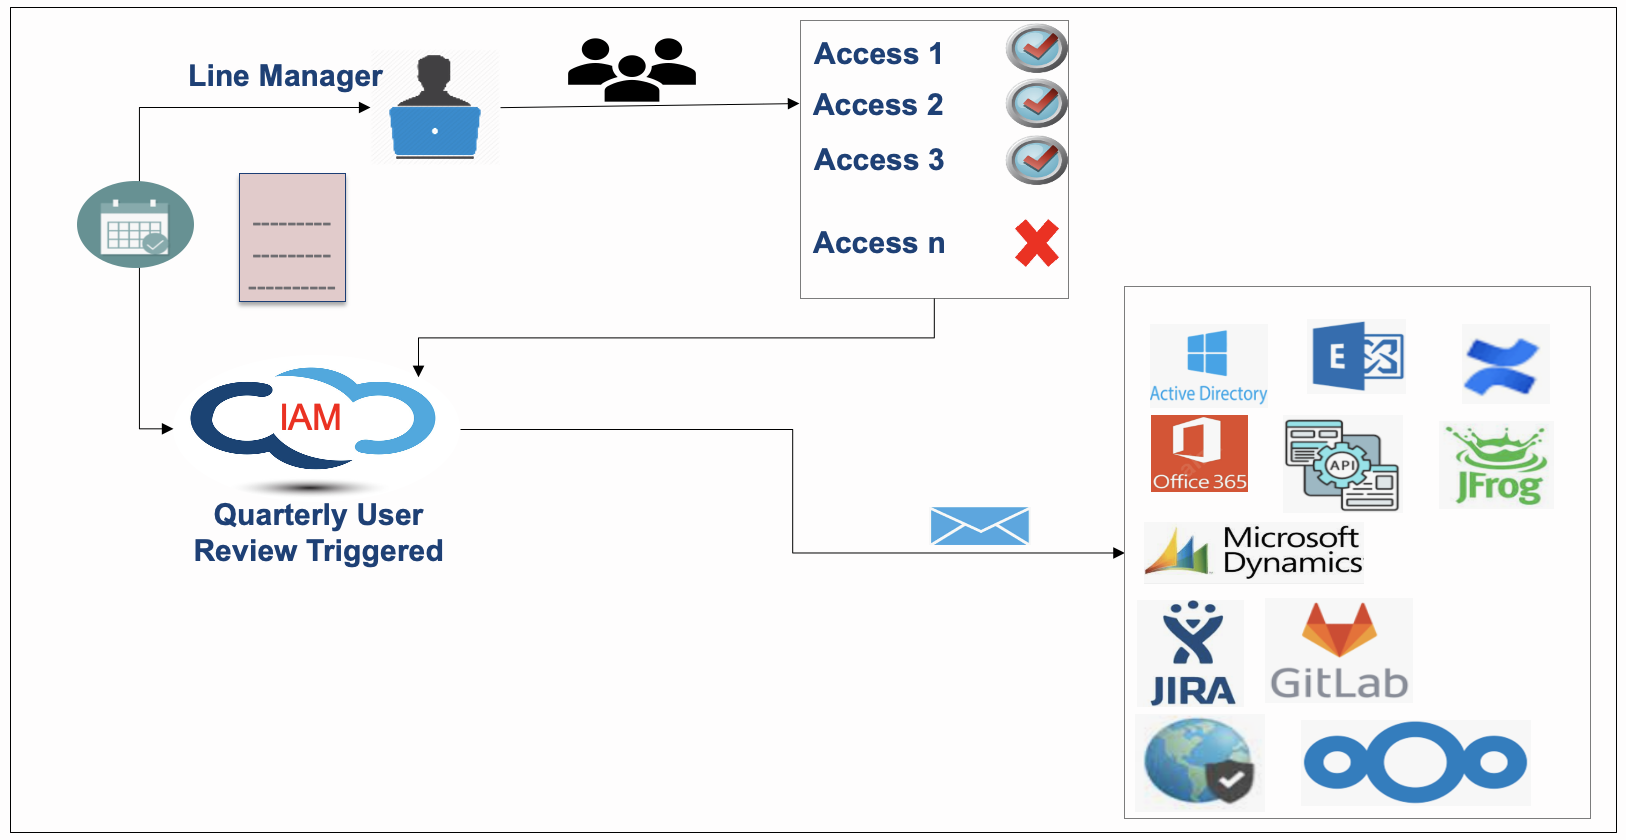 Line Manager
Access 1
Access 2
Access 3
Access n
IAM
Quarterly User
Review Triggered
E
Active Directory
Office 365
API
JFrog
Microsoft
Dynamics
JIRA
GitLab